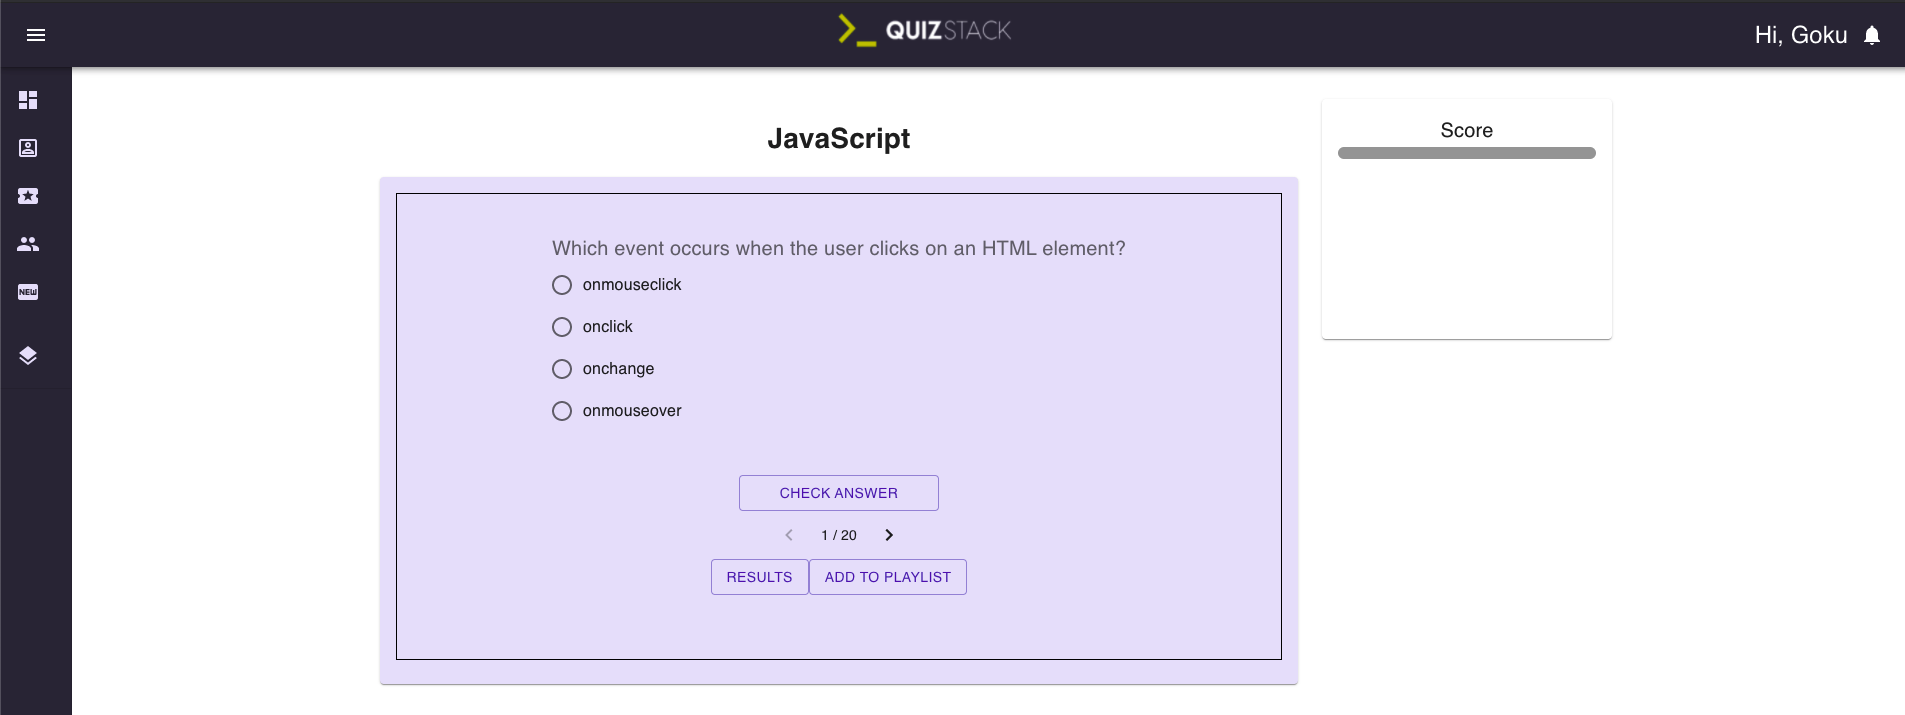 QUIZSTACK
Hi, Goku
NEW
JavaScript
Which event occurs when the user clicks on an HTML element?
onmouseclick
onclick
onchange
onmouseover
CHECK ANSWER
1 / 20
RESULTS
ADD TO PLAYLIST
Score